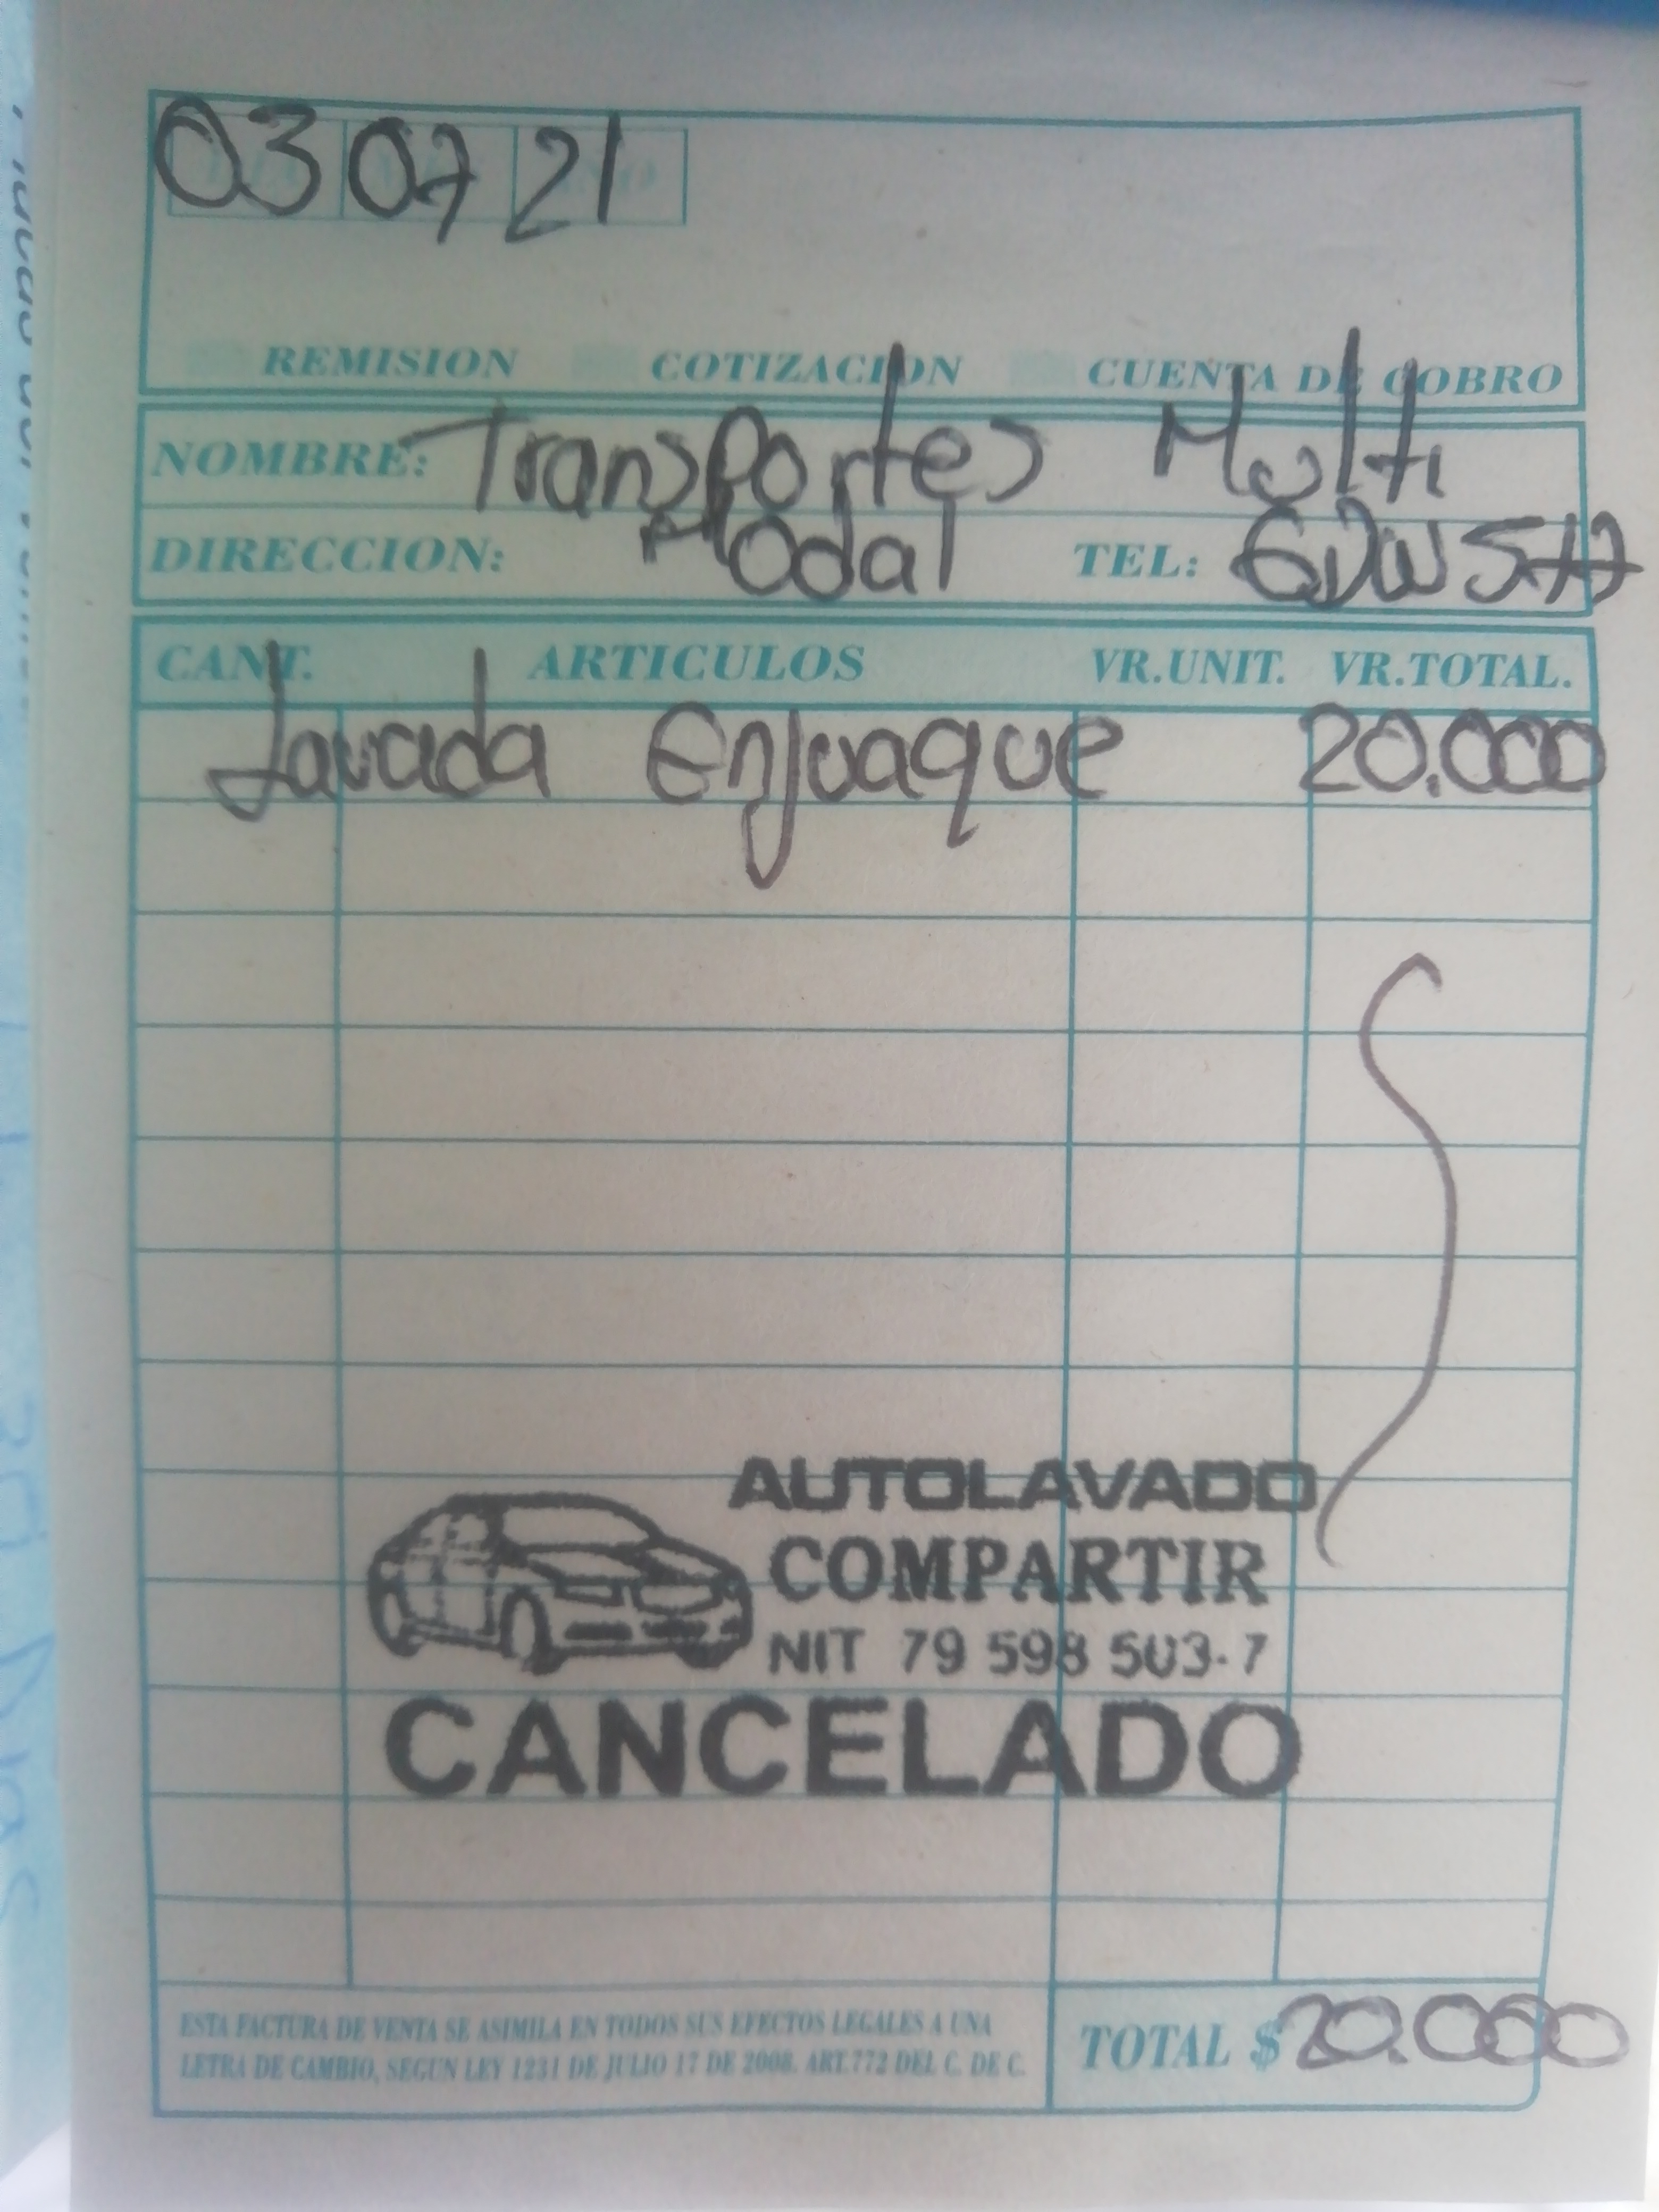 03 07 21
REMISION COTIZACION CUENTA DE COBRO
NOMBRE: Transportes Multi
DIRECCION: Modal TEL:
CANT. ARTICULOS VR.UNIT. VR.TOTAL.
Lavada Enjuaque 20.000
AUTOLAVADO
COMPARTIR
NIT 79 598 503-7
CANCELADO
ESTA FACTURA DE VENTA SE ASIMILA EN TODOS SUS EFECTOS LEGALES A UNA
LETRA DE CAMBIO, SEGUN LEY 1231 DE JULIO 17 DE 2008. ART.772 DEL C. DE C.
TOTAL $20.000